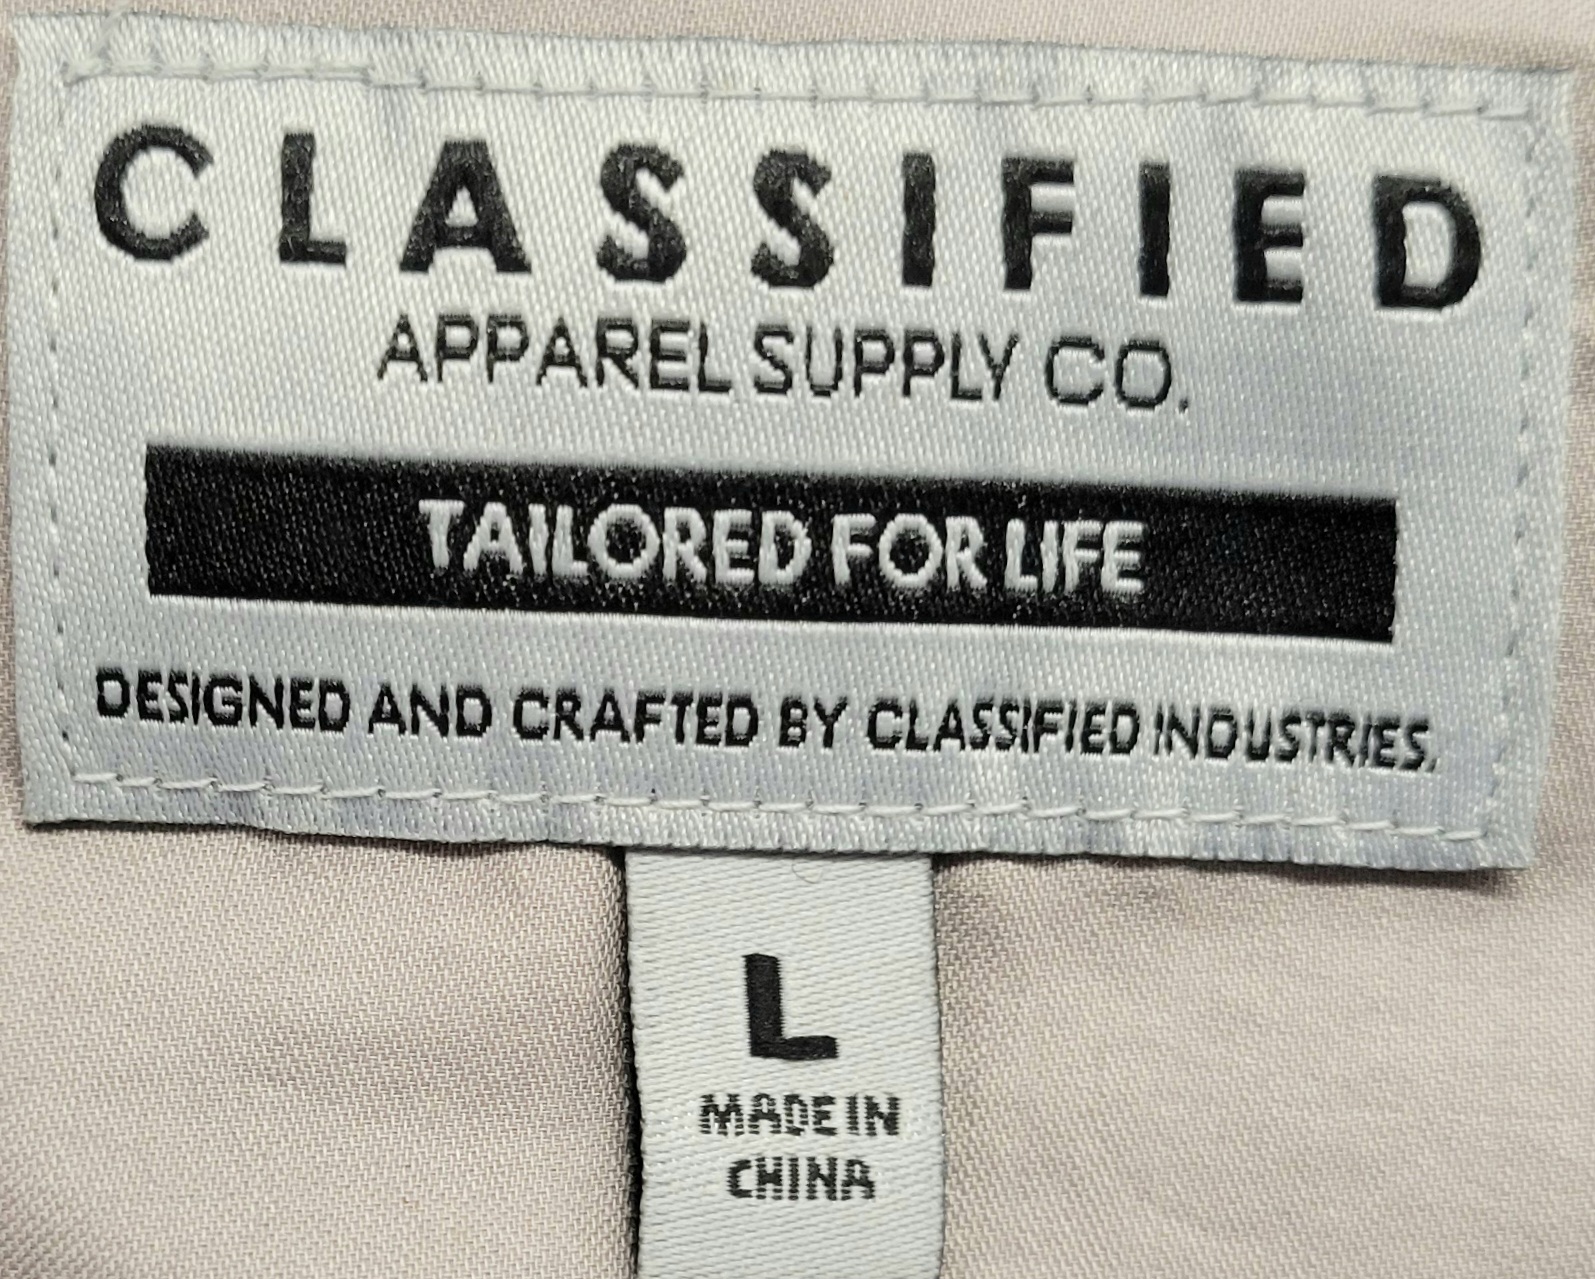 CLASSIFIED
APPAREL SUPPLY CO.
TAILORED FOR LIFE
DESIGNED AND CRAFTED BY CLASSIFIED INDUSTRIES.
L
MADE IN
CHINA